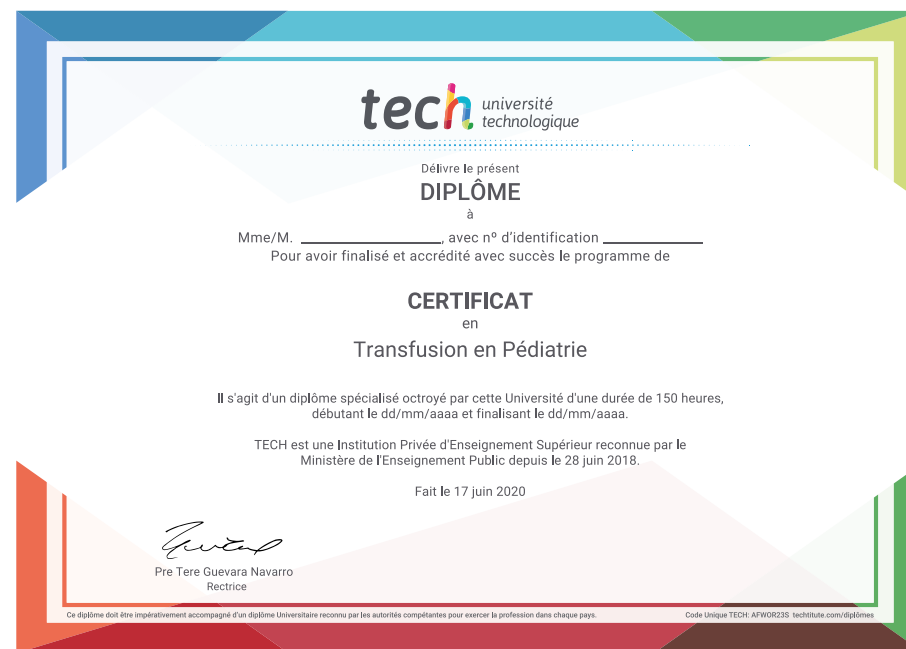 tech université
technologique
Délivre le présent
DIPLÔME
à
Mme/M. ____________________, avec nº d'identification ______________
Pour avoir finalisé et accrédité avec succès le programme de
CERTIFICAT
en
Transfusion en Pédiatrie
Il s'agit d'un diplôme spécialisé octroyé par cette Université d'une durée de 150 heures,
débutant le dd/mm/aaaa et finalisant le dd/mm/aaaa.
TECH est une Institution Privée d'Enseignement Supérieur reconnue par le
Ministère de l'Enseignement Public depuis le 28 juin 2018.
Fait le 17 juin 2020
Pre Tere Guevara Navarro
Rectrice
Ce diplôme doit être impérativement accompagné d'un diplôme Universitaire reconnu par les autorités compétentes pour exercer la profession dans chaque pays.
Code Unique TECH: AFWOR23S techtitute.com/diplômes